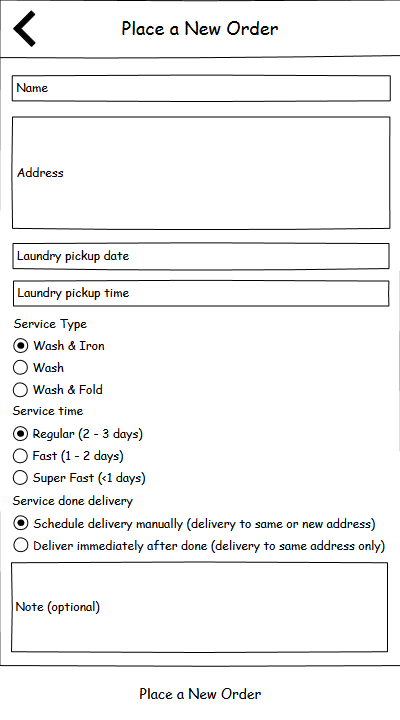 Place a New Order
Name
Address
Laundry pickup date
Laundry pickup time
Service Type
Wash & Iron
Wash
Wash & Fold
Service time
Regular (2 - 3 days)
Fast (1 - 2 days)
Super Fast (<1 days)
Service done delivery
Schedule delivery manually (delivery to same or new address)
Deliver immediately after done (delivery to same address only)
Note (optional)
Place a New Order